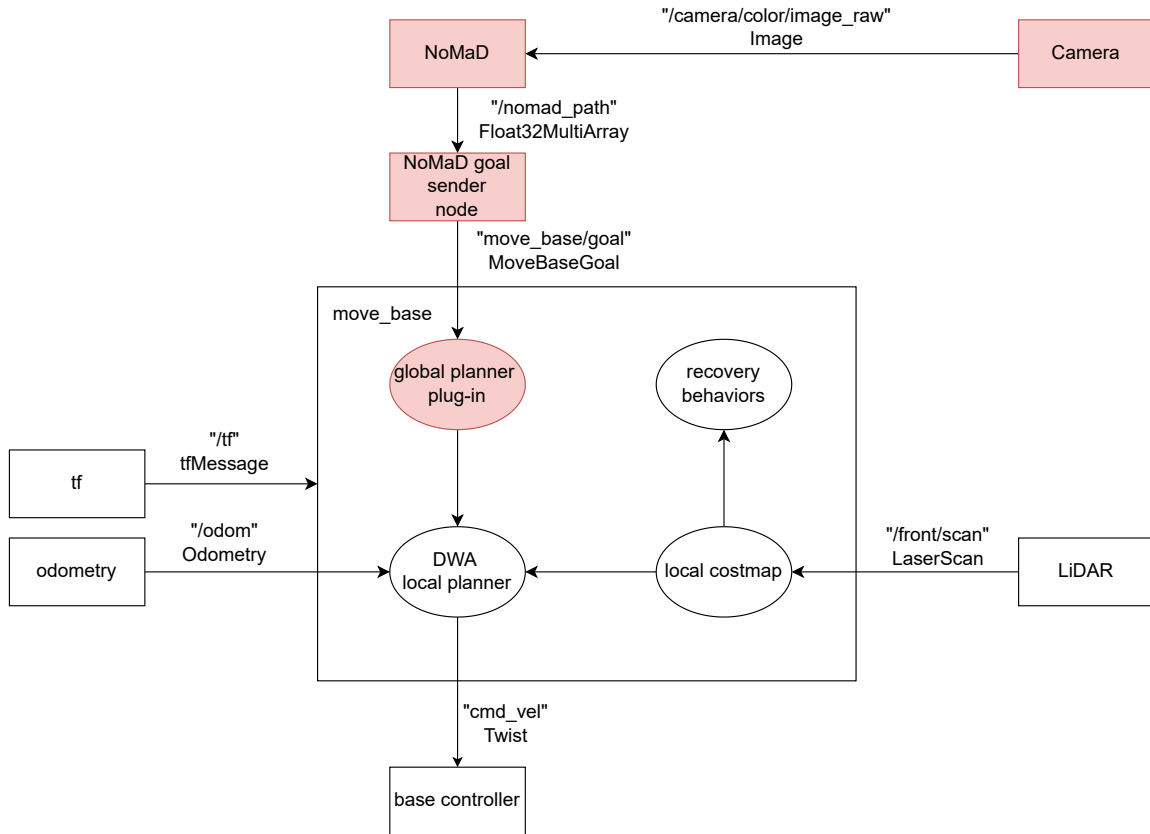 "/camera/color/image_raw"
Image
NoMaD
Camera
"/nomad_path"
Float32MultiArray
NoMaD goal
sender
node
"move_base/goal"
MoveBaseGoal
move_base
global planner
plug-in
recovery
behaviors
"/tf"
tfMessage
tf
"/odom"
Odometry
odometry
DWA
local planner
local costmap
"/front/scan"
LaserScan
LiDAR
"cmd_vel"
Twist
base controller